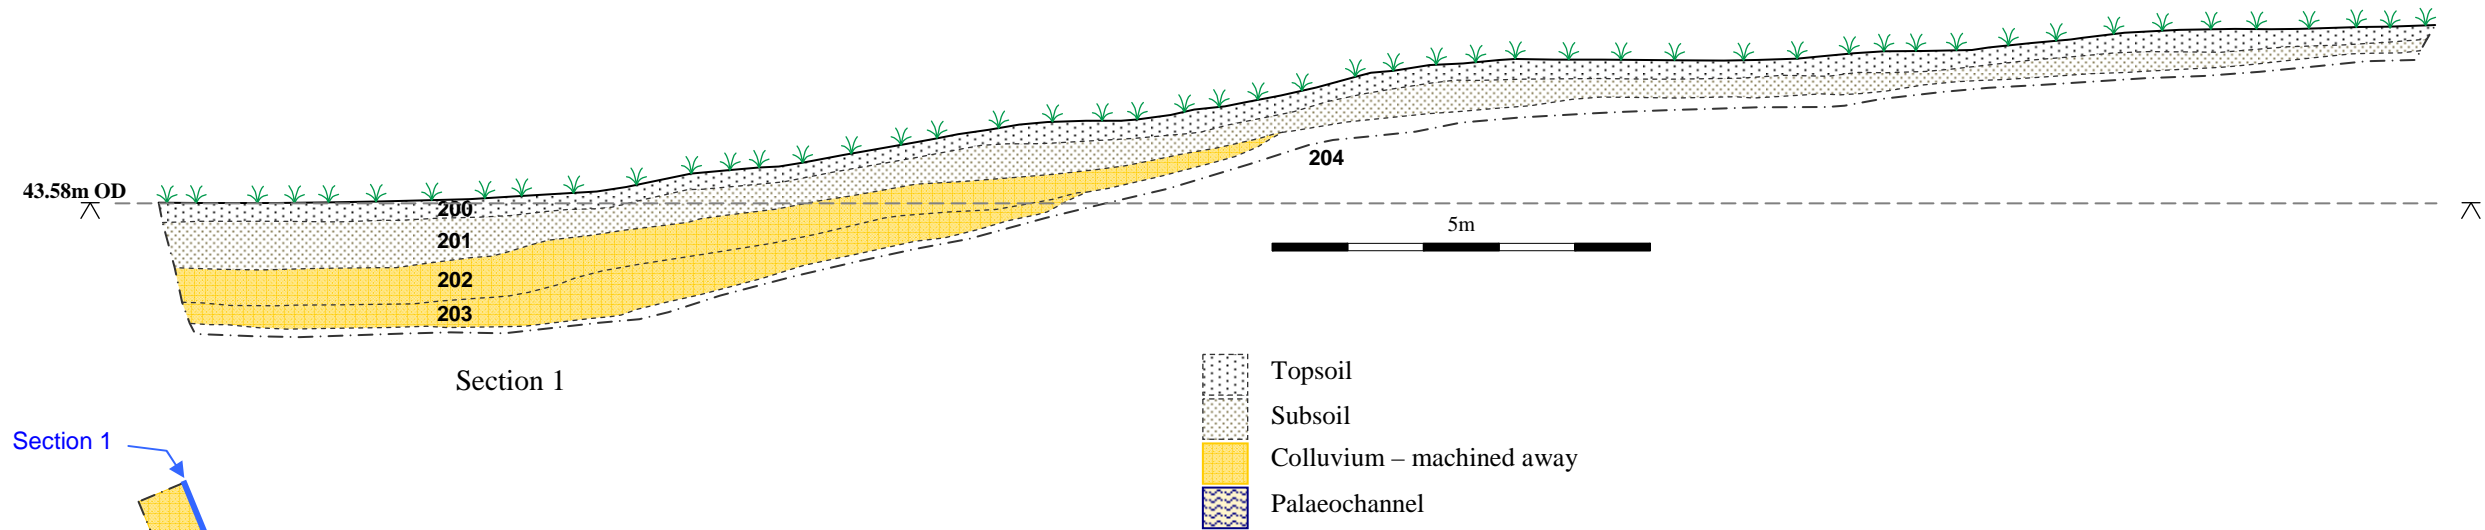 43.58m OD
200
201
202
203
204
5m
Section 1
Section 1
Topsoil
Subsoil
Colluvium – machined away
Palaeochannel